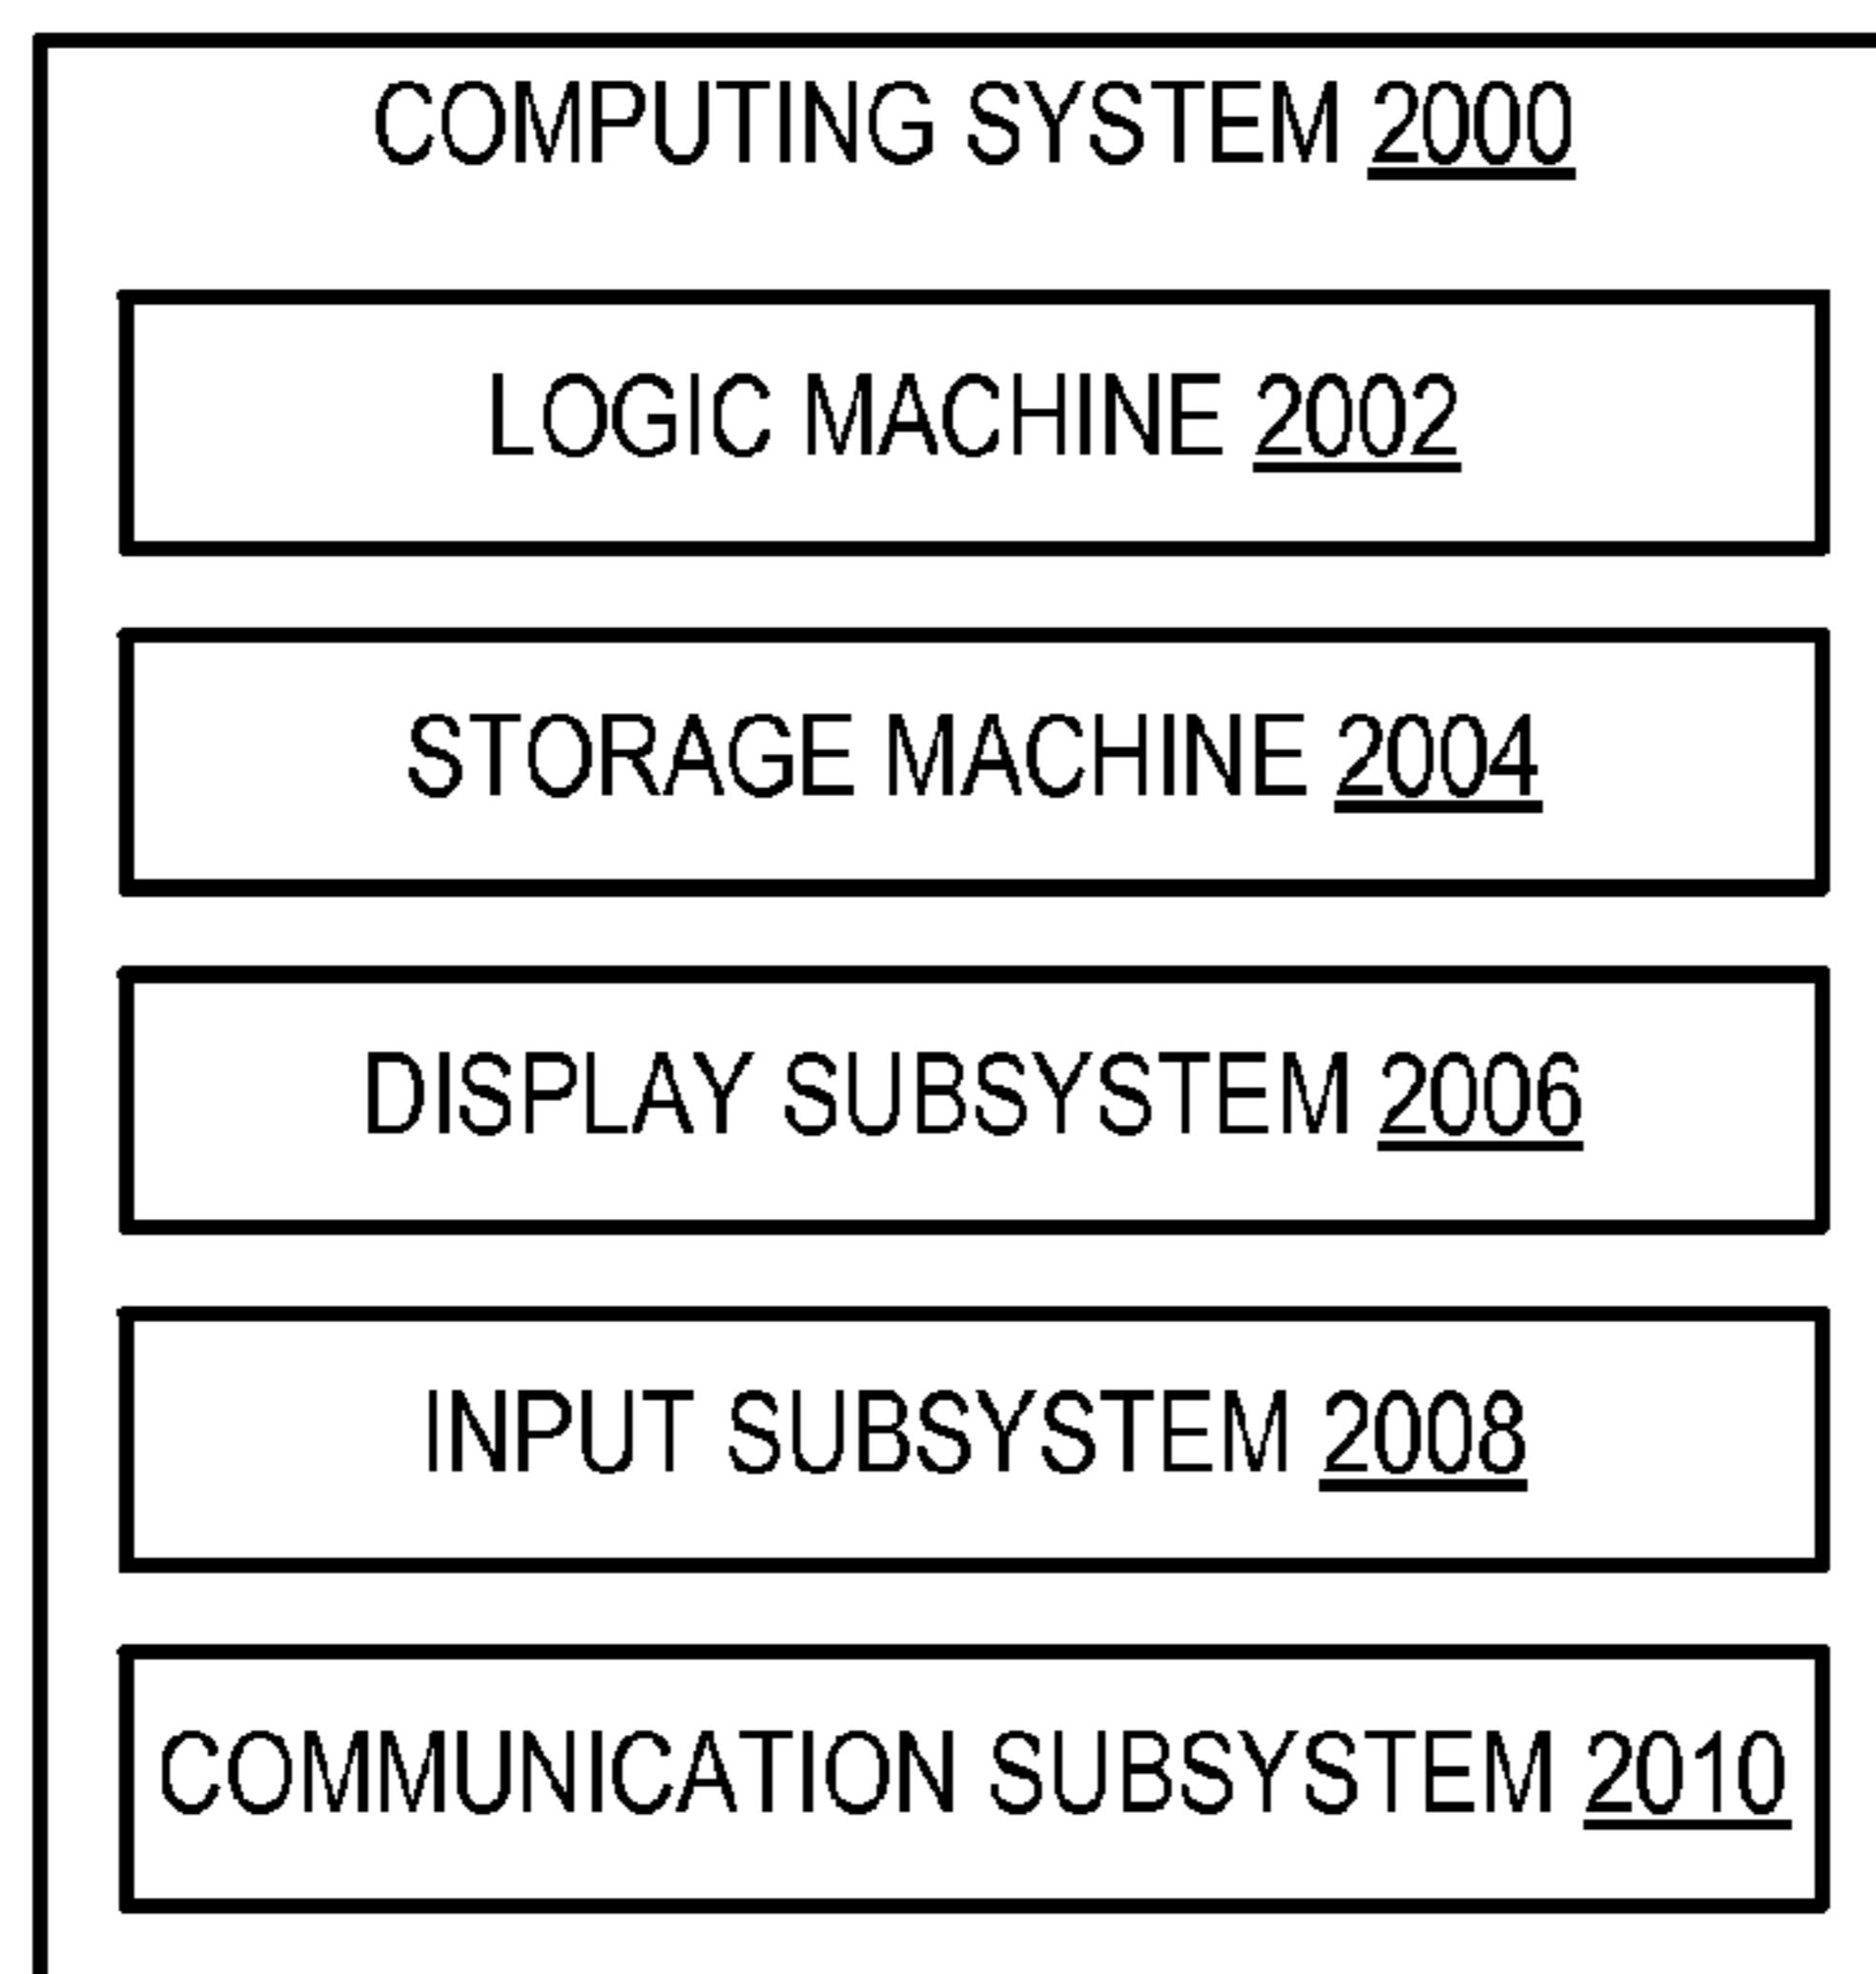 COMPUTING SYSTEM 2000
LOGIC MACHINE 2002
STORAGE MACHINE 2004
DISPLAY SUBSYSTEM 2006
INPUT SUBSYSTEM 2008
COMMUNICATION SUBSYSTEM 2010